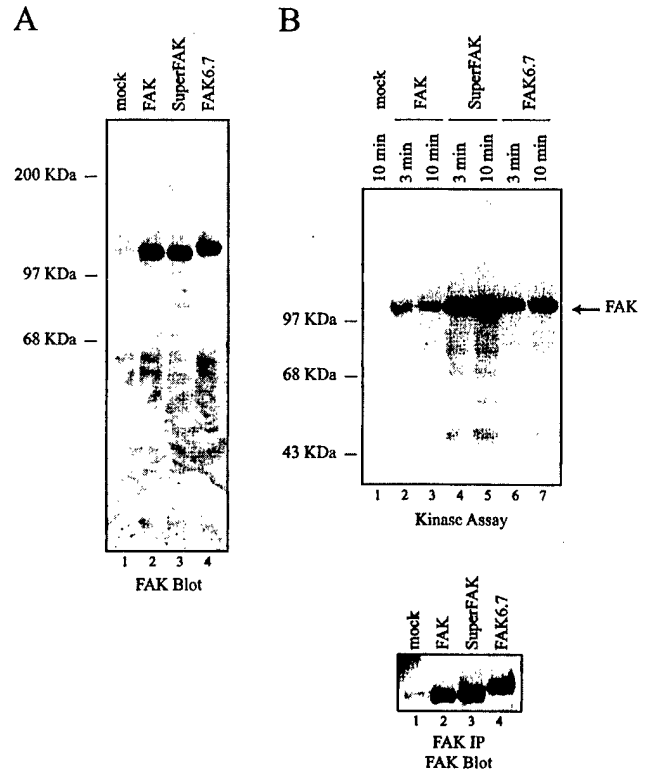 A
mock
FAK
SuperFAK
FAK6.7
200 KDa
97 KDa
68 KDa
1 2 3 4
FAK Blot
B
mock
FAK
SuperFAK
FAK6.7
10 min
3 min
10 min
3 min
10 min
3 min
10 min
97 KDa
FAK
68 KDa
43 KDa
1 2 3 4 5 6 7
Kinase Assay
mock
FAK
SuperFAK
FAK6.7
1 2 3 4
FAK IP
FAK Blot